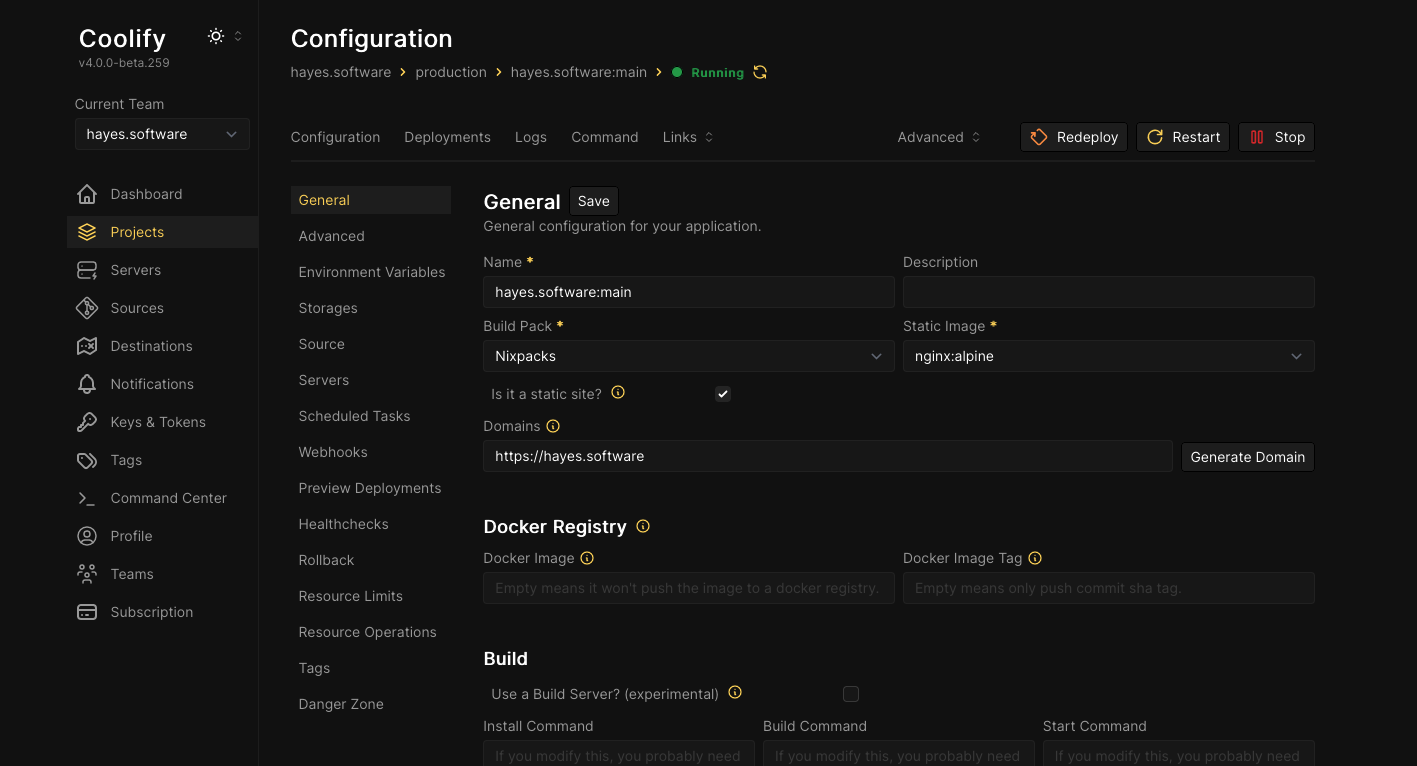 Coolify
v4.0.0-beta.259
Current Team
hayes.software
Dashboard
Projects
Servers
Sources
Destinations
Notifications
Keys & Tokens
Tags
Command Center
Profile
Teams
Subscription
Configuration
hayes.software production hayes.software:main Running
Configuration Deployments Logs Command Links Advanced Redeploy Restart Stop
General
Advanced
Environment Variables
Storages
Source
Servers
Scheduled Tasks
Webhooks
Preview Deployments
Healthchecks
Rollback
Resource Limits
Resource Operations
Tags
Danger Zone
General Save
General configuration for your application.
Name * Description
hayes.software:main
Build Pack * Static Image *
Nixpacks nginx:alpine
Is it a static site?
Domains
https://hayes.software Generate Domain
Docker Registry
Docker Image Docker Image Tag
Empty means it won't push the image to a docker registry. Empty means only push commit sha tag.
Build
Use a Build Server? (experimental)
Install Command Build Command Start Command
If you modify this, you probably need If you modify this, you probably need If you modify this, you probably need